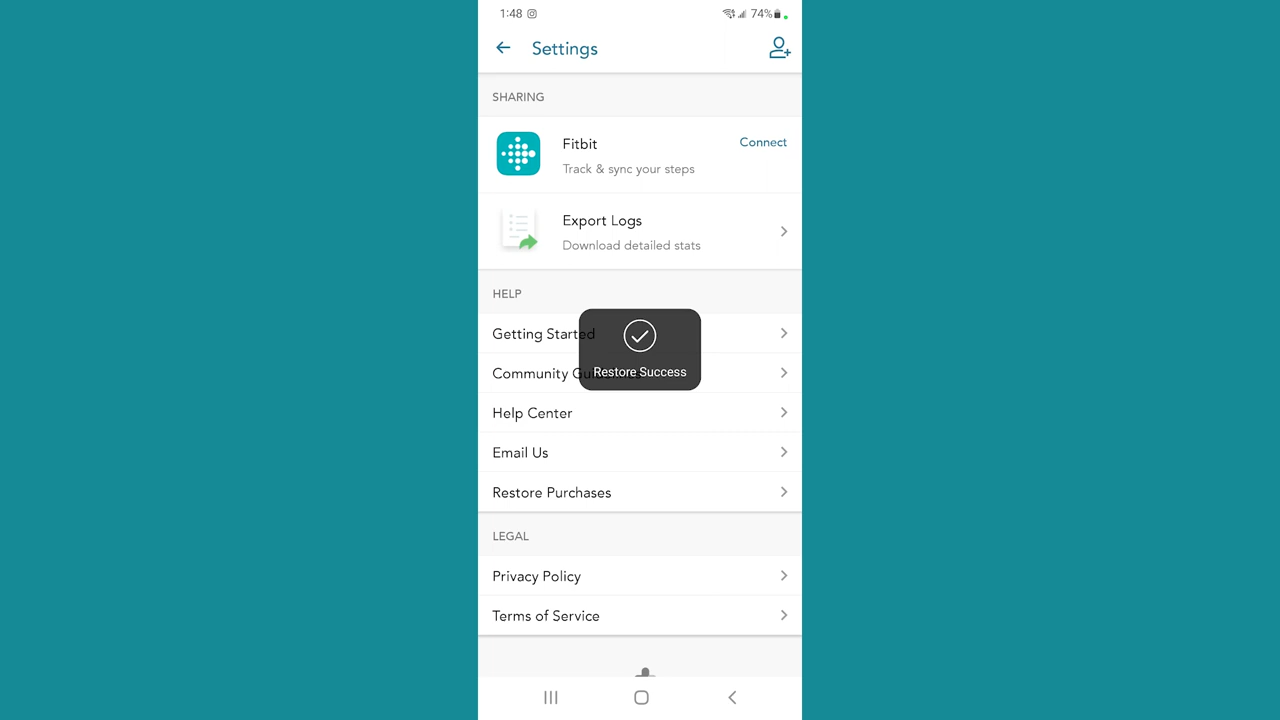 1:48
74%
Settings
SHARING
Fitbit
Connect
Track & sync your steps
Export Logs
Download detailed stats
HELP
Getting Started
Community
Restore Success
Help Center
Email Us
Restore Purchases
LEGAL
Privacy Policy
Terms of Service